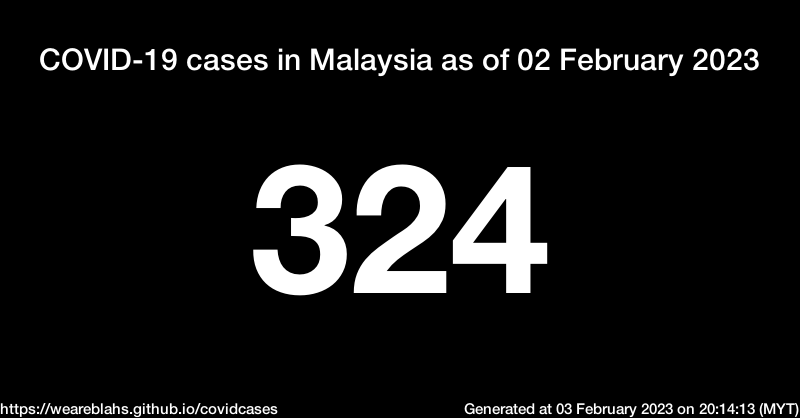 COVID-19 cases in Malaysia as of 02 February 2023
324
https://weareblahs.github.io/covidcases
Generated at 03 February 2023 on 20:14:13 (MYT)